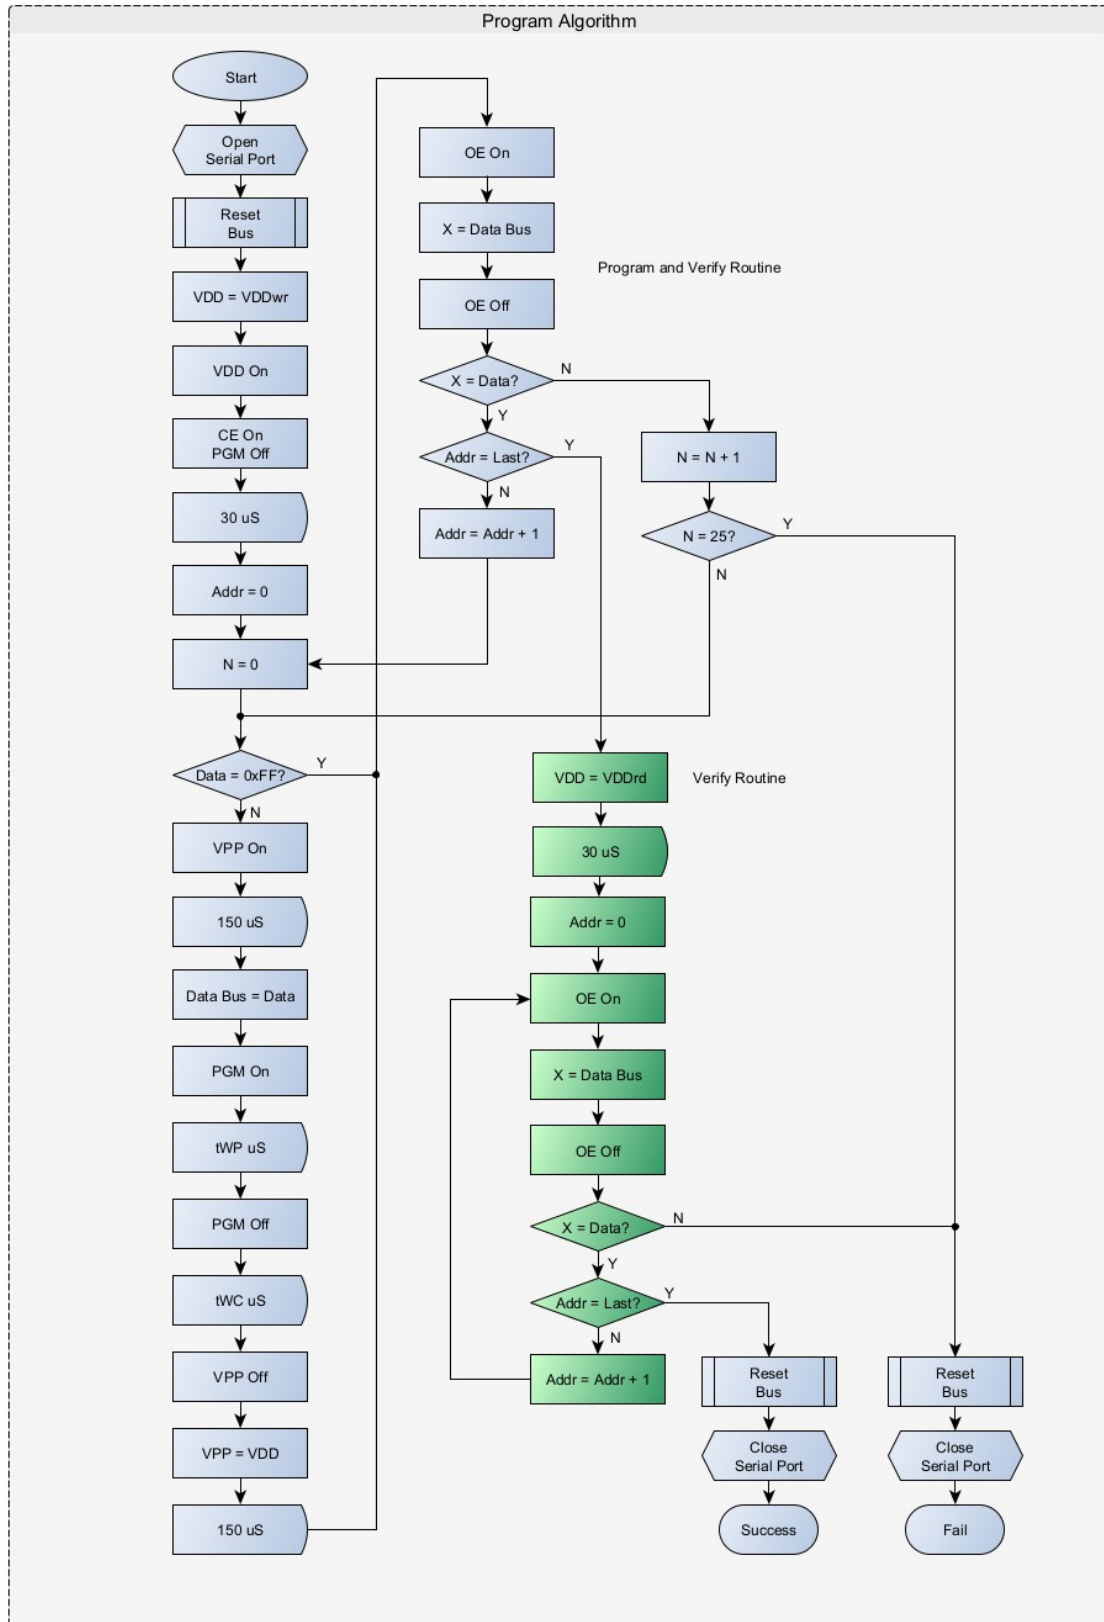 Program Algorithm
Start
Open
Serial Port
Reset
Bus
VDD = VDDwr
VDD On
CE On
PGM Off
30 uS
Addr = 0
N = 0
Data = 0xFF?
Y
N
VPP On
150 uS
Data Bus = Data
PGM On
tWP uS
PGM Off
tWC uS
VPP Off
VPP = VDD
150 uS
OE On
X = Data Bus
Program and Verify Routine
OE Off
X = Data?
N
Y
Addr = Last?
Y
N
Addr = Addr + 1
N = N + 1
N = 25?
Y
N
VDD = VDDrd
Verify Routine
30 uS
Addr = 0
OE On
X = Data Bus
OE Off
X = Data?
N
Y
Addr = Last?
Y
N
Addr = Addr + 1
Reset
Bus
Close
Serial Port
Success
Reset
Bus
Close
Serial Port
Fail